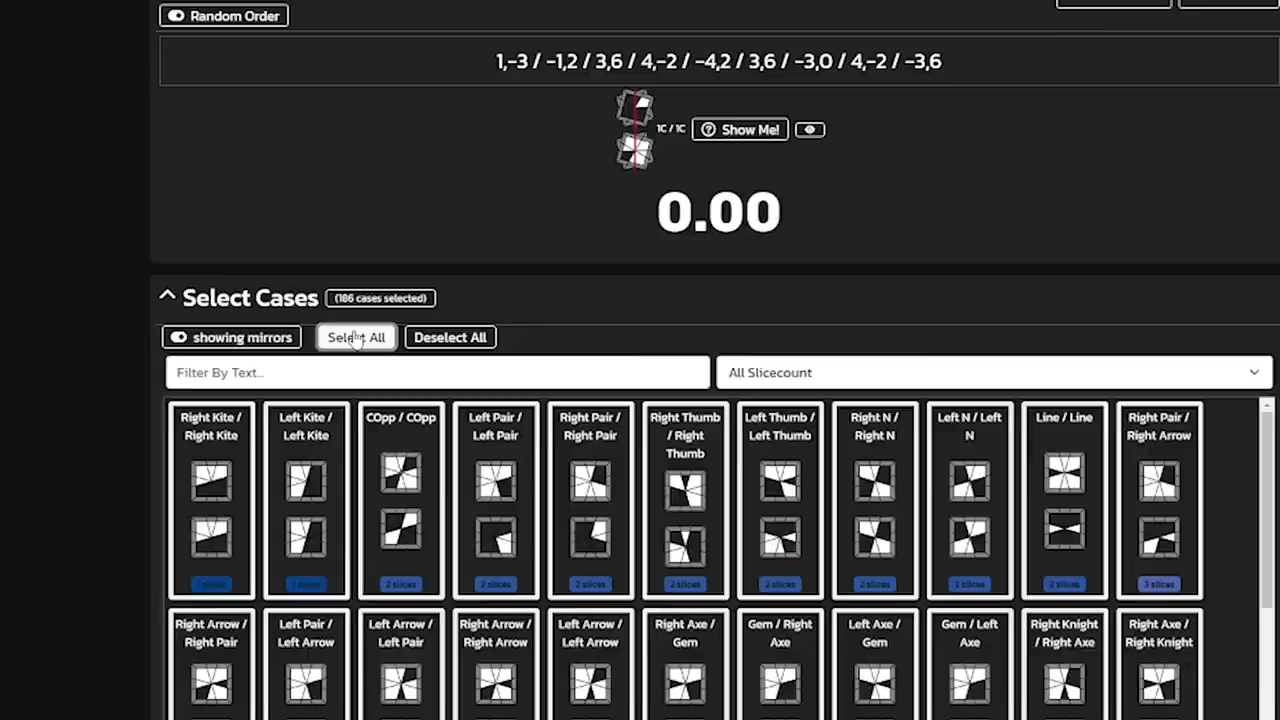 Random Order
1,-3 / -1,2 / 3,6 / 4,-2 / -4,2 / 3,6 / -3,0 / 4,-2 / -3,6
1C / 1C
Show Me!
0.00
Select Cases
(186 cases selected)
showing mirrors
Select All
Deselect All
Filter By Text...
All Slicecount
Right Kite /
Right Kite
1 slices
Left Kite /
Left Kite
1 slices
COpp / COpp
2 slices
Left Pair /
Left Pair
2 slices
Right Pair /
Right Pair
2 slices
Right Thumb
/ Right
Thumb
2 slices
Left Thumb /
Left Thumb
2 slices
Right N /
Right N
2 slices
Left N / Left
N
2 slices
Line / Line
2 slices
Right Pair /
Right Arrow
3 slices
Right Arrow /
Right Pair
Left Pair /
Left Arrow
Left Arrow /
Left Pair
Right Arrow /
Right Arrow
Left Arrow /
Left Arrow
Right Axe /
Gem
Gem / Right
Axe
Left Axe /
Gem
Gem / Left
Axe
Right Knight
/ Right Axe
Right Axe /
Right Knight